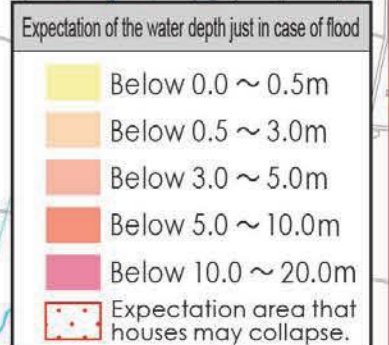 Expectation of the water depth just in case of flood
Below 0.0 ～ 0.5m
Below 0.5 ～ 3.0m
Below 3.0 ～ 5.0m
Below 5.0 ～ 10.0m
Below 10.0 ～ 20.0m
Expectation area that
houses may collapse.